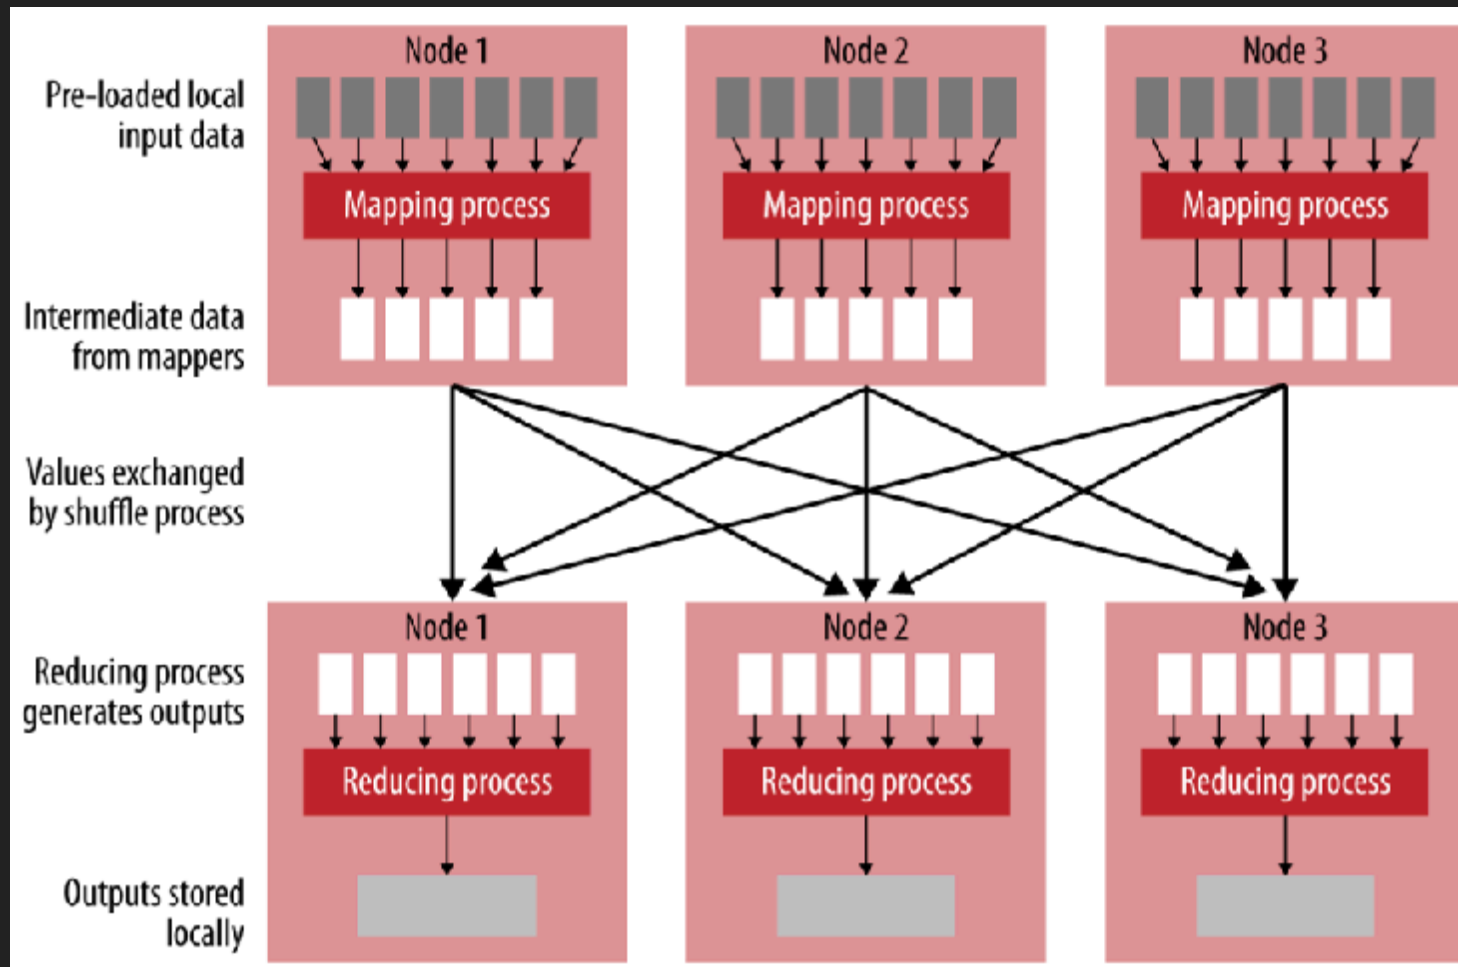 Node 1
Node 2
Node 3
Pre-loaded local
input data
Mapping process
Mapping process
Mapping process
Intermediate data
from mappers
Values exchanged
by shuffle process
Node 1
Node 2
Node 3
Reducing process
generates outputs
Reducing process
Reducing process
Reducing process
Outputs stored
locally